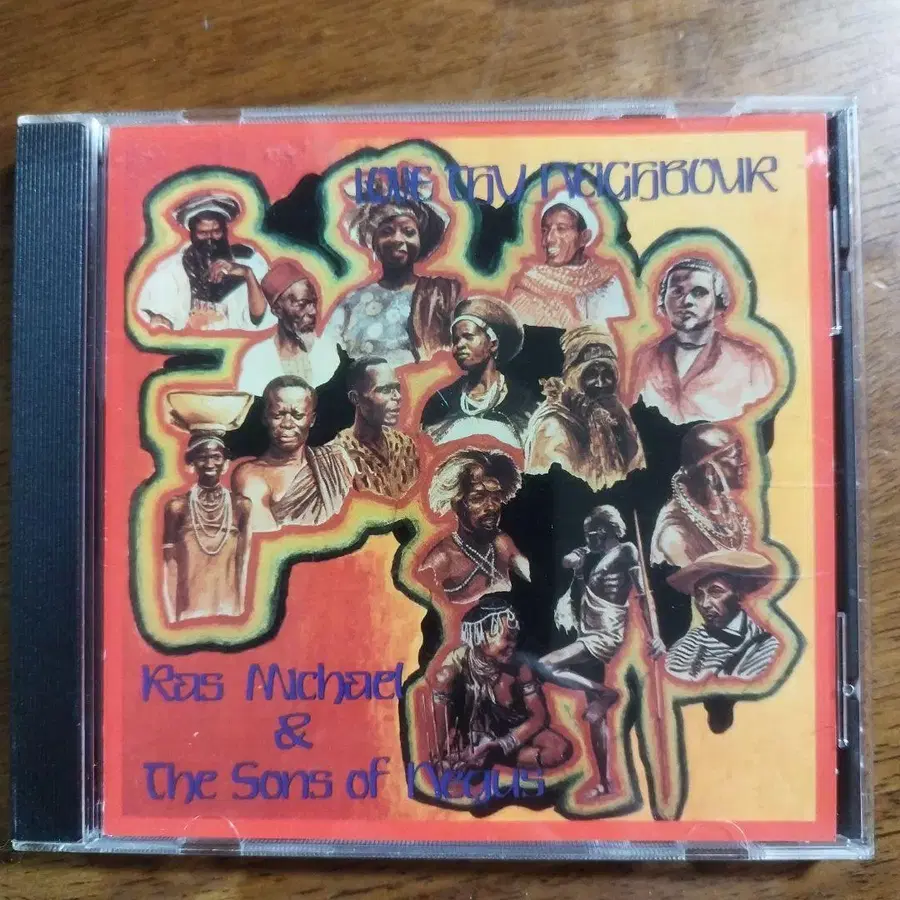 LOVE THY NEIGHBOUR
Ras Michael
&
The Sons of Negus